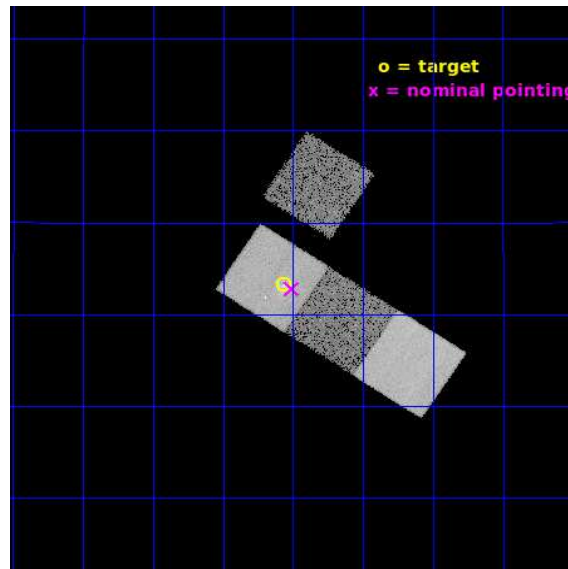 o = target
x = nominal pointing